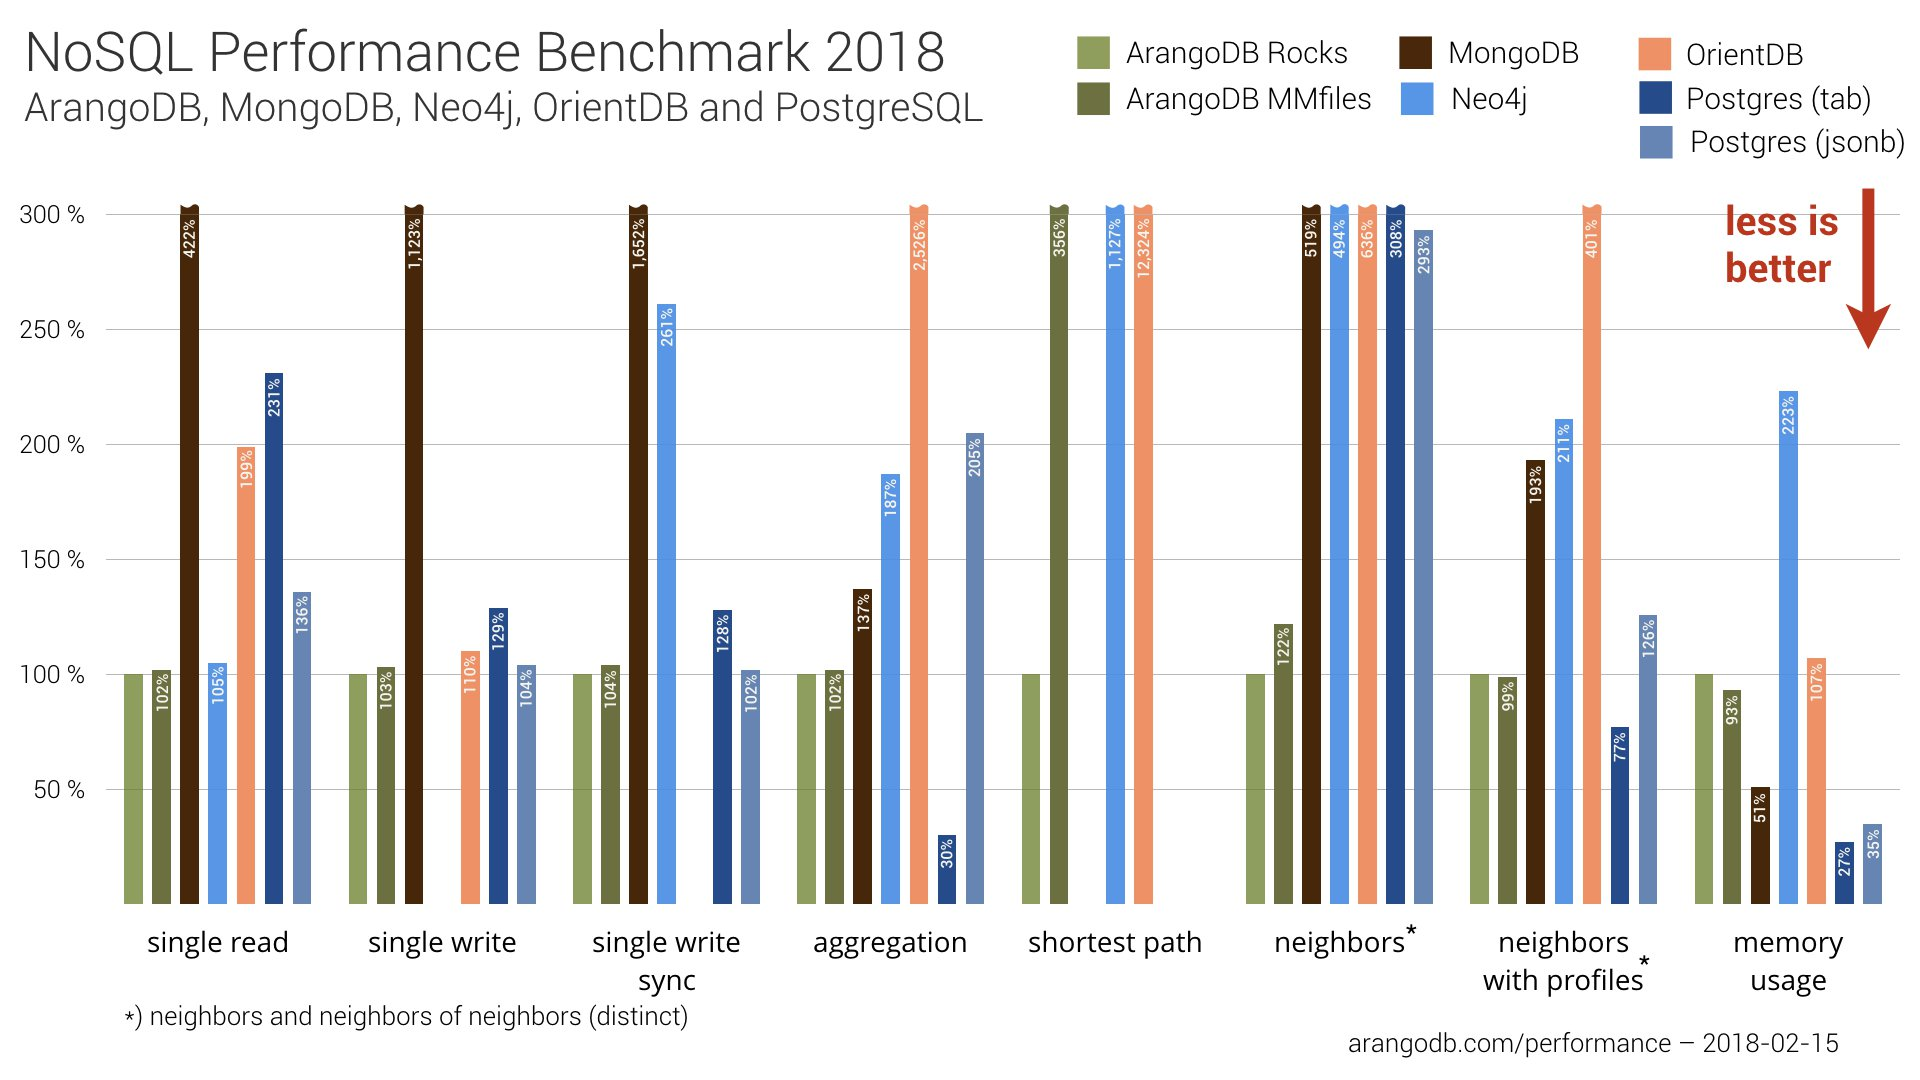 NoSQL Performance Benchmark 2018
ArangoDB, MongoDB, Neo4j, OrientDB and PostgreSQL
ArangoDB Rocks
MongoDB
OrientDB
ArangoDB MMfiles
Neo4j
Postgres (tab)
Postgres (jsonb)
less is
better
300 %
250 %
200 %
150 %
100 %
50 %
102%
422%
105%
199%
231%
136%
103%
1,123%
110%
129%
104%
104%
1,652%
261%
128%
102%
102%
137%
187%
2,526%
30%
205%
356%
1,127%
12,324%
122%
519%
494%
636%
308%
293%
99%
193%
211%
401%
77%
126%
93%
51%
223%
107%
27%
35%
single read
single write
single write
sync
aggregation
shortest path
neighbors*
neighbors
with profiles*
memory
usage
*) neighbors and neighbors of neighbors (distinct)
arangodb.com/performance – 2018-02-15